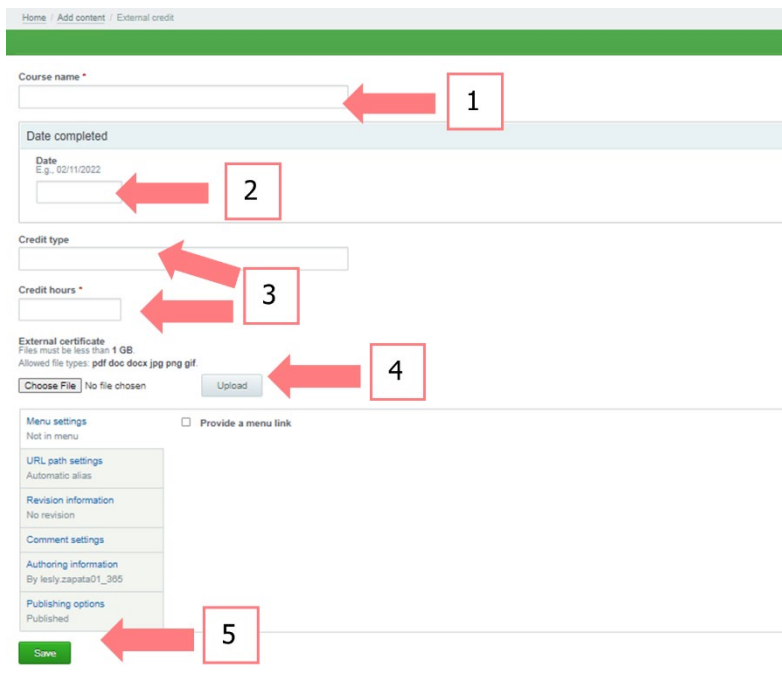 Home / Add content / External credit
Course name *
1
Date completed
Date
E.g., 02/11/2022
2
Credit type
3
Credit hours *
External certificate
Files must be less than 1 GB.
Allowed file types: pdf doc docx jpg png gif.
4
Choose File No file chosen Upload
Menu settings
Not in menu
Provide a menu link
URL path settings
Automatic alias
Revision information
No revision
Comment settings
Authoring information
By lesly.zapata01_365
Publishing options
Published
5
Save